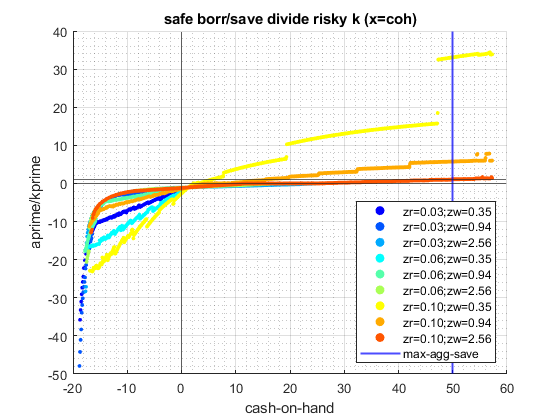 safe borr/save divide risky k (x=coh)
40
30
20
10
0
-10
-20
-30
-40
-50
aprime/kprime
-20
-10
0
10
20
30
40
50
60
cash-on-hand
zr=0.03;zw=0.35
zr=0.03;zw=0.94
zr=0.03;zw=2.56
zr=0.06;zw=0.35
zr=0.06;zw=0.94
zr=0.06;zw=2.56
zr=0.10;zw=0.35
zr=0.10;zw=0.94
zr=0.10;zw=2.56
max-agg-save